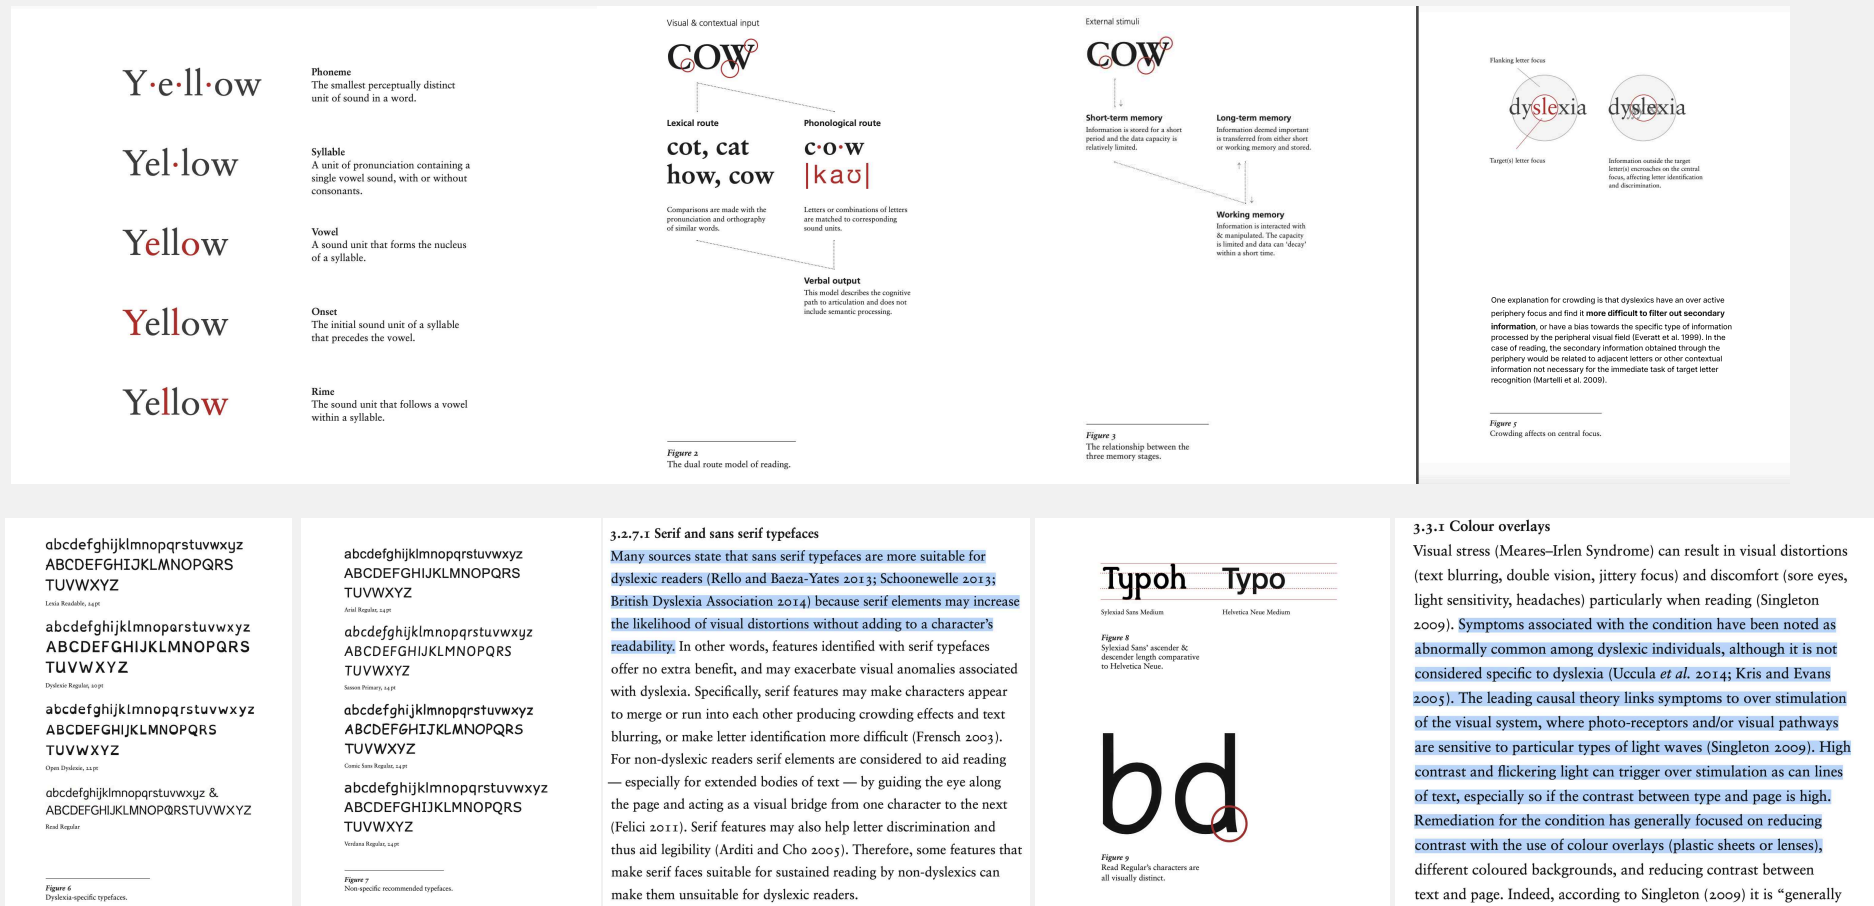 Y·e·ll·ow
Phoneme
The smallest perceptually distinct
unit of sound in a word.
Yel·low
Syllable
A unit of pronunciation containing a
single vowel sound, with or without
consonants.
Yellow
Vowel
A sound unit that forms the nucleus
of a syllable.
Yellow
Onset
The initial sound unit of a syllable
that precedes the vowel.
Yellow
Rime
The sound unit that follows a vowel
within a syllable.
Visual & contextual input
cow
Lexical route
cot, cat
how, cow
Comparisons are made with the
pronunciation and orthography
of similar words.
Phonological route
c·o·w
|kaʊ|
Letters or combinations of letters
are matched to corresponding
sound units.
Verbal output
This model describes the cognitive
path to articulation and does not
include semantic processing.
Figure 2
The dual route model of reading.
External stimuli
cow
Short-term memory
Information is stored for a short
period and the data capacity is
relatively limited.
Long-term memory
Information deemed important
is transferred from either short
or working memory and stored.
Working memory
Information is interacted with
& manipulated. The capacity
is limited and data can ‘decay’
within a short time.
Figure 3
The relationship between the
three memory stages.
Flanking letter focus
dyslexia
dyslexia
Target(s) letter focus
Information outside the target
letter(s) encroaches on the central
focus, affecting letter identification
and discrimination.
One explanation for crowding is that dyslexics have an over active
periphery focus and find it more difficult to filter out secondary
information, or have a bias towards the specific type of information
processed by the peripheral visual field (Everatt et al. 1999). In the
case of reading, the secondary information obtained through the
periphery would be related to adjacent letters or other contextual
information not necessary for the immediate task of target letter
recognition (Martelli et al. 2009).
Figure 5
Crowding affects on central focus.
abcdefghijklmnopqrstuvwxyz
ABCDEFGHIJKLMNOPQRS
TUVWXYZ
Lexia Readable, 24pt
abcdefghijklmnopqrstuvwxyz
ABCDEFGHIJKLMNOPQRS
TUVWXYZ
Dyslexie Regular, 20pt
abcdefghijklmnopqrstuvwxyz
ABCDEFGHIJKLMNOPQRS
TUVWXYZ
Open Dyslexie, 22pt
abcdefghijklmnopqrstuvwxyz &
ABCDEFGHIJKLMNOPQRSTUVWXYZ
Read Regular
Figure 6
Dyslexia-specific typefaces.
abcdefghijklmnopqrstuvwxyz
ABCDEFGHIJKLMNOPQRS
TUVWXYZ
Arial Regular, 24pt
abcdefghijklmnopqrstuvwxyz
ABCDEFGHIJKLMNOPQRS
TUVWXYZ
Sasson Primary, 24pt
abcdefghijklmnopqrstuvwxyz
ABCDEFGHIJKLMNOPQRS
TUVWXYZ
Comic Sans Regular, 24pt
abcdefghijklmnopqrstuvwxyz
ABCDEFGHIJKLMNOPQRS
TUVWXYZ
Verdana Regular, 24pt
Figure 7
Non-specific recommended typefaces.
3.2.7.1 Serif and sans serif typefaces
Many sources state that sans serif typefaces are more suitable for
dyslexic readers (Rello and Baeza-Yates 2013; Schoonewelle 2013;
British Dyslexia Association 2014) because serif elements may increase
the likelihood of visual distortions without adding to a character’s
readability. In other words, features identified with serif typefaces
offer no extra benefit, and may exacerbate visual anomalies associated
with dyslexia. Specifically, serif features may make characters appear
to merge or run into each other producing crowding effects and text
blurring, or make letter identification more difficult (Frensch 2003).
For non-dyslexic readers serif elements are considered to aid reading
— especially for extended bodies of text — by guiding the eye along
the page and acting as a visual bridge from one character to the next
(Felici 2011). Serif features may also help letter discrimination and
thus aid legibility (Arditi and Cho 2005). Therefore, some features that
make serif faces suitable for sustained reading by non-dyslexics can
make them unsuitable for dyslexic readers.
Typoh
Typo
Sylexiad Sans Medium
Helvetica Neue Medium
Figure 8
Sylexiad Sans’ ascender &
descender length comparative
to Helvetica Neue.
bd
Figure 9
Read Regular’s characters are
all visually distinct.
3.3.1 Colour overlays
Visual stress (Meares–Irlen Syndrome) can result in visual distortions
(text blurring, double vision, jittery focus) and discomfort (sore eyes,
light sensitivity, headaches) particularly when reading (Singleton
2009). Symptoms associated with the condition have been noted as
abnormally common among dyslexic individuals, although it is not
considered specific to dyslexia (Uccula et al. 2014; Kris and Evans
2005). The leading causal theory links symptoms to over stimulation
of the visual system, where photo-receptors and/or visual pathways
are sensitive to particular types of light waves (Singleton 2009). High
contrast and flickering light can trigger over stimulation as can lines
of text, especially so if the contrast between type and page is high.
Remediation for the condition has generally focused on reducing
contrast with the use of colour overlays (plastic sheets or lenses),
different coloured backgrounds, and reducing contrast between
text and page. Indeed, according to Singleton (2009) it is “generally